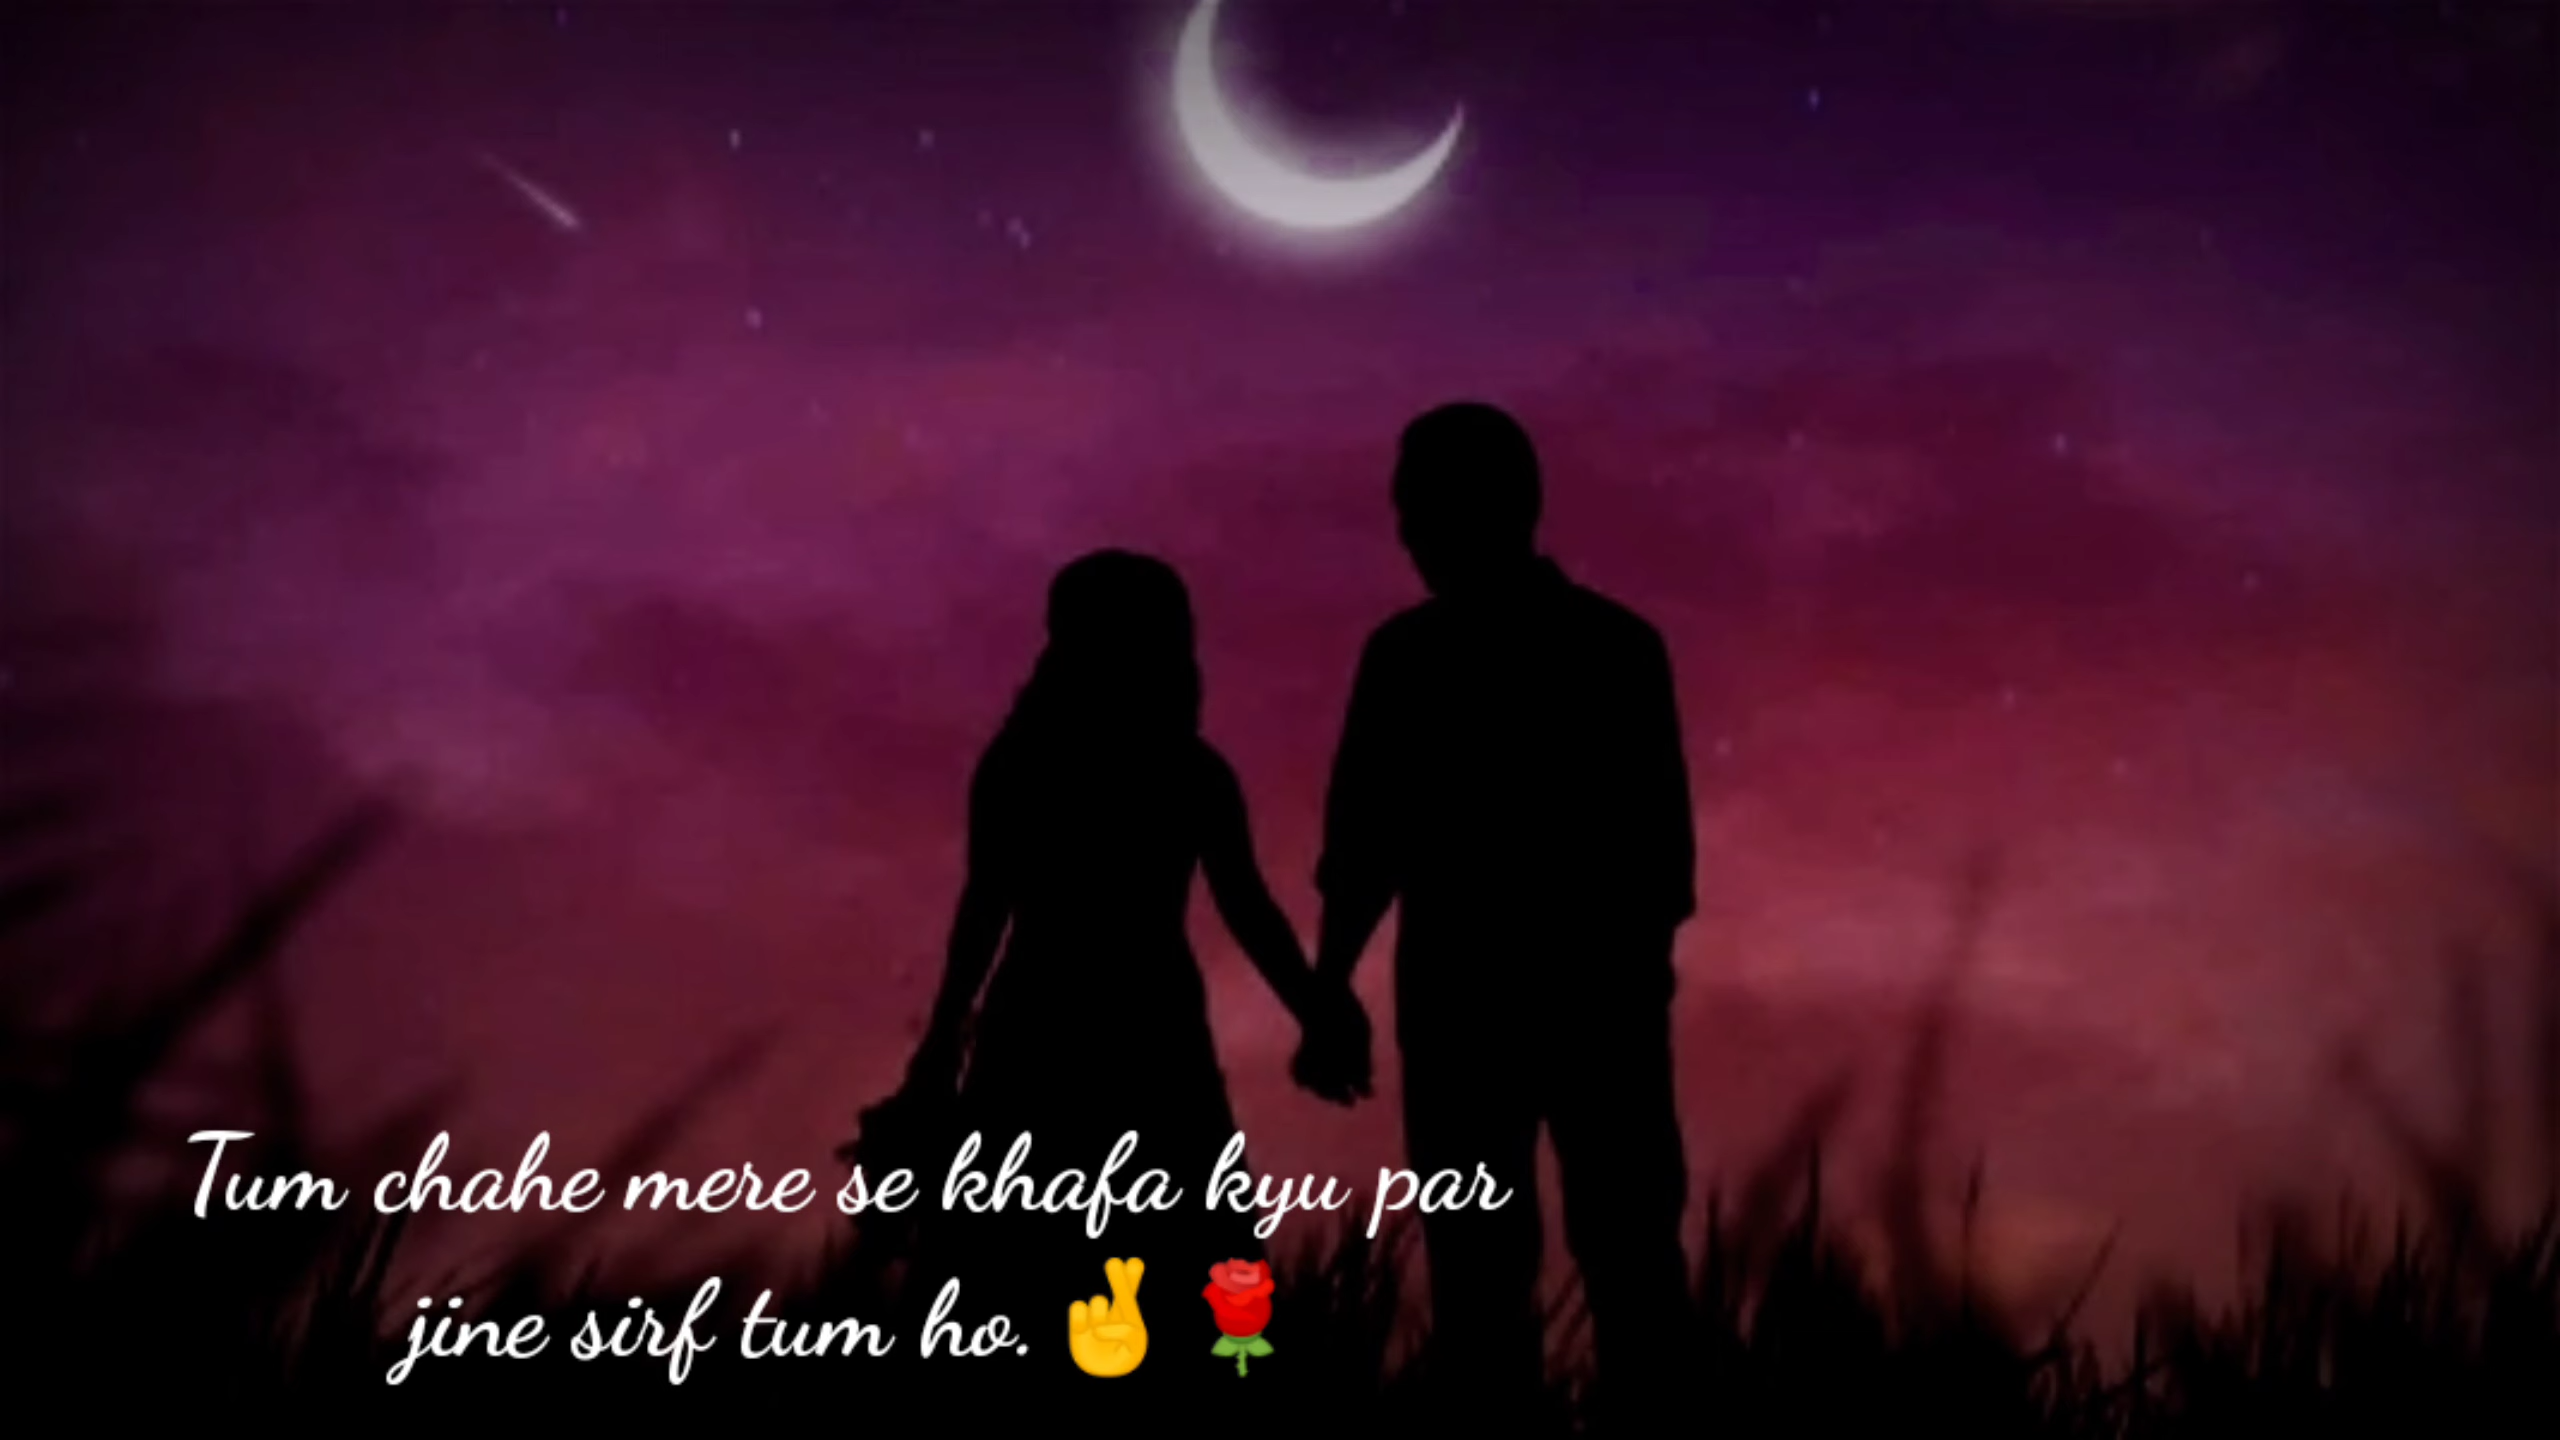 Tum chahe mere se khafa kyu par
jine sirf tum ho. 🤞 🌹